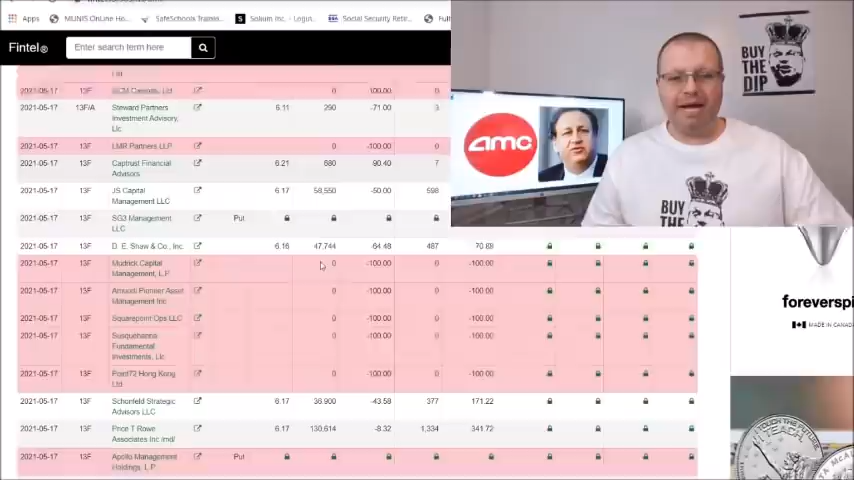 Apps MUNIS OnLine Ho... SafeSchools Trainin... S Sokum Inc. - Logist... Social Security Retir...
Fintel® Enter search term here
Ltd
2021-05-17 13F 0 100.00 0
2021-05-17 13F/A Steward Partners Investment Advisory, Llc 6.11 290 -71.00 3
2021-05-17 13F LMR Partners LLP 0 -100.00 0
2021-05-17 13F Captrust Financial Advisors 6.21 680 90.40 7
2021-05-17 13F JS Capital Management LLC 6.17 58,550 -50.00 598
2021-05-17 13F SG3 Management LLC Put
2021-05-17 13F D. E. Shaw & Co., Inc. 6.16 47,744 -64.48 487 70.89
2021-05-17 13F Mudrick Capital Management, L.P 0 -100.00 0 -100.00
2021-05-17 13F Amundi Pioneer Asset Management Inc 0 -100.00 0 -100.00
2021-05-17 13F Squarepoint Ops LLC 0 -100.00 0 -100.00
2021-05-17 13F Susquehanna Fundamental Investments, Llc 0 -100.00 0 -100.00
2021-05-17 13F Point72 Hong Kong Ltd 0 -100.00 0 -100.00
2021-05-17 13F Schonfeld Strategic Advisors LLC 6.17 36,900 -43.58 377 171.22
2021-05-17 13F Price T Rowe Associates Inc /md/ 6.17 130,614 -8.32 1,334 341.72
2021-05-17 13F Apollo Management Holdings, L.P. Put
amc
BUY
THE
DIP
BUY
THE
foreverspi
MADE IN CANADA
TOUCH THE FUTURE
TEACH